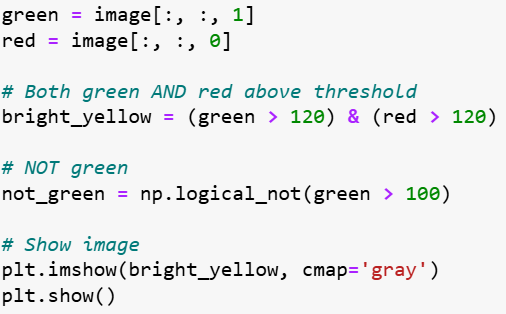 green = image[:, :, 1]
red = image[:, :, 0]
# Both green AND red above threshold
bright_yellow = (green > 120) & (red > 120)
# NOT green
not_green = np.logical_not(green > 100)
# Show image
plt.imshow(bright_yellow, cmap='gray')
plt.show()